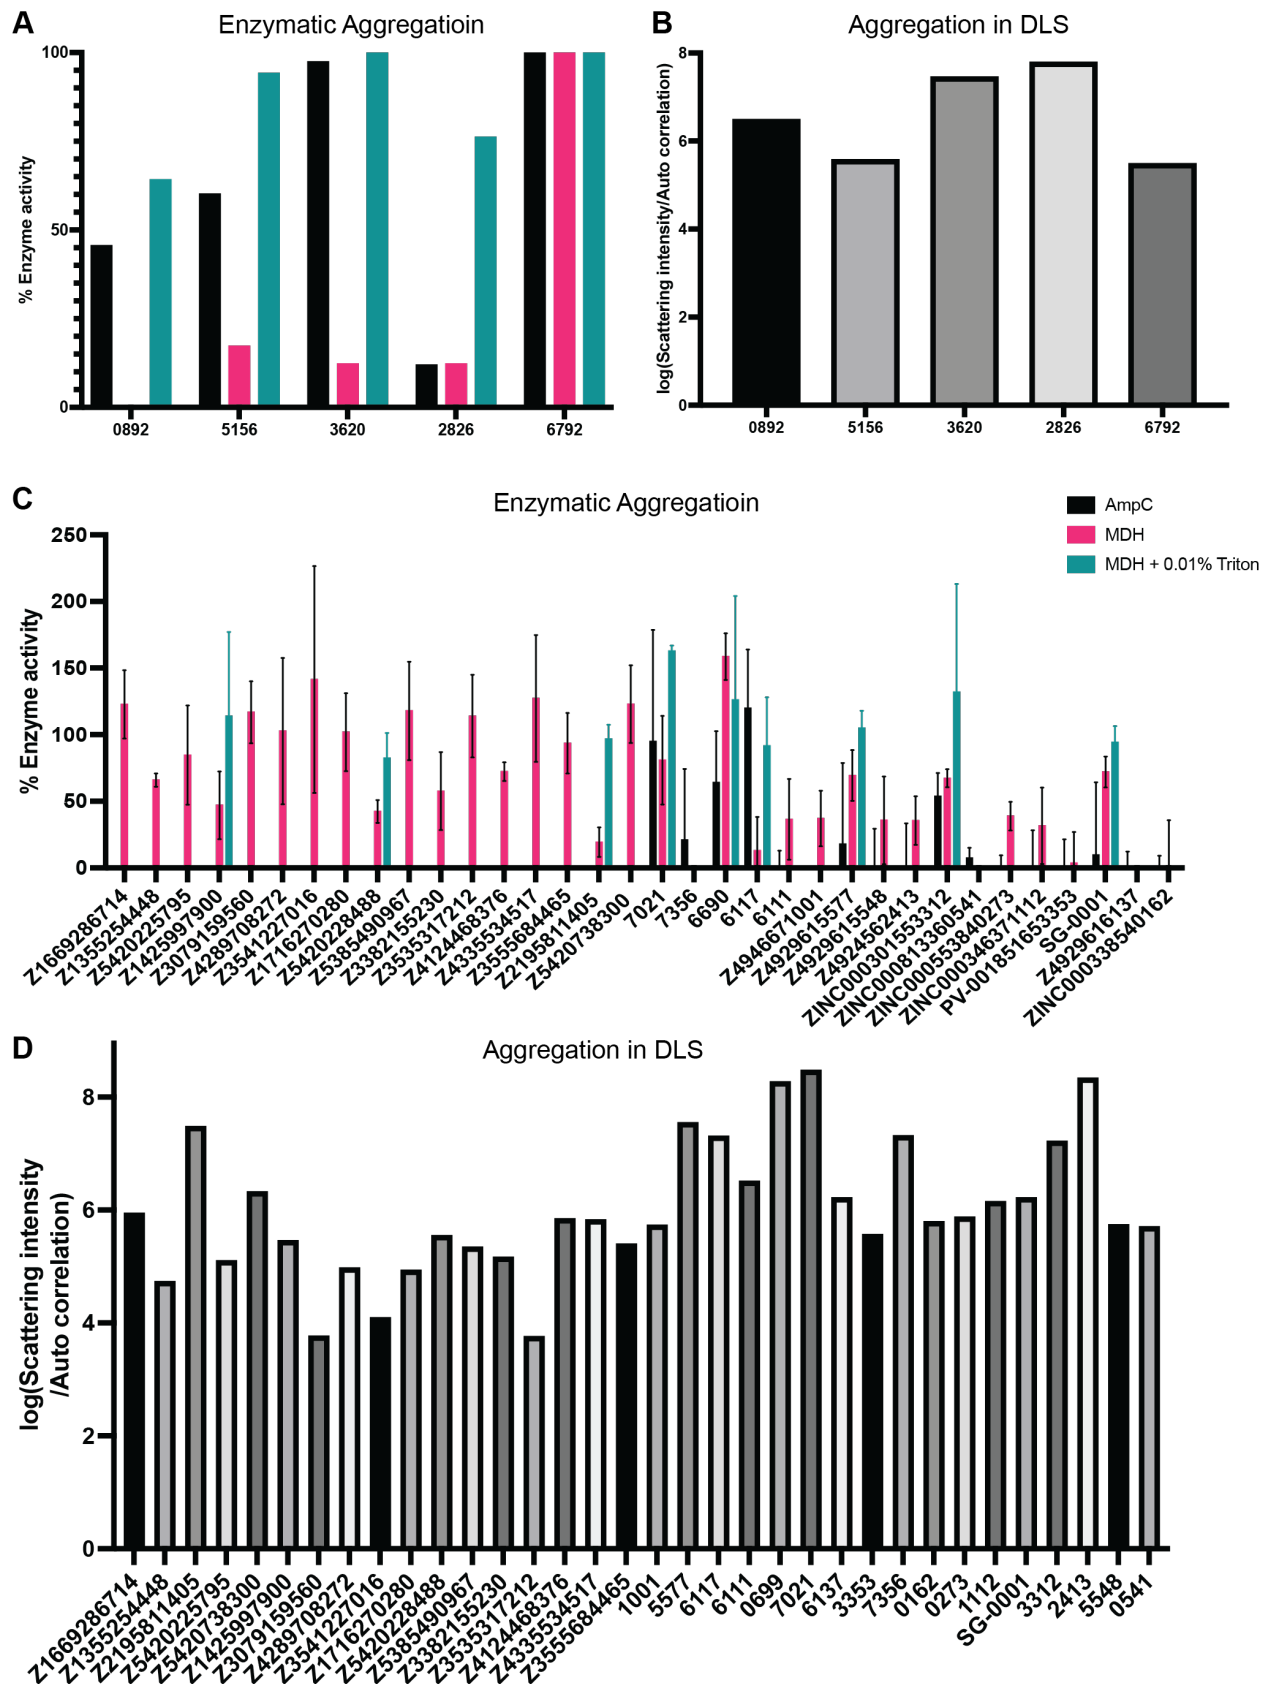 A
Enzymatic Aggregatioin
% Enzyme activity
100
50
0
0892
5156
3620
2826
6792
B
Aggregation in DLS
log(Scattering intensity/Auto correlation)
8
6
4
2
0
0892
5156
3620
2826
6792
C
Enzymatic Aggregatioin
AmpC
MDH
MDH + 0.01% Triton
% Enzyme activity
250
200
150
100
50
0
Z1669286714
Z1355254448
Z5420225795
Z1425997900
Z3079159560
Z4289708272
Z3541227016
Z1716270280
Z5420228488
Z5385490967
Z3382155230
Z3535317212
Z4124468376
Z4335534517
Z3555684465
Z2195811405
Z5420738300
7021
7356
6690
6117
6111
Z4946671001
Z4929615577
Z4929615548
Z4924562413
ZINC000301553312
ZINC000813360541
ZINC000553840273
ZINC000346371112
PV-001851653353
SG-0001
Z4929616137
ZINC000338540162
D
Aggregation in DLS
log(Scattering intensity
/Auto correlation)
8
6
4
2
0
Z1669286714
Z1355254448
Z2195811405
Z5420225795
Z5420738300
Z1425997900
Z3079159560
Z4289708272
Z3541227016
Z1716270280
Z5420228488
Z5385490967
Z3382155230
Z3535317212
Z4124468376
Z4335534517
Z3555684465
1001
5577
6117
6111
0699
7021
6137
3353
7356
0162
0273
1112
SG-0001
3312
2413
5548
0541